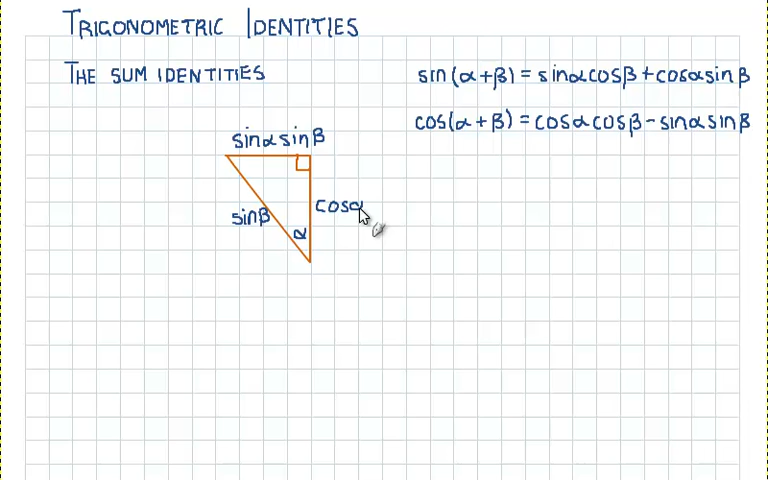 TRIGONOMETRIC IDENTITIES
THE SUM IDENTITIES
sin(α+β) = sinαcosβ+cosαsinβ
cos(α+β) = cosαcosβ-sinαsinβ
sinαsinβ
sinβ
cosα
α